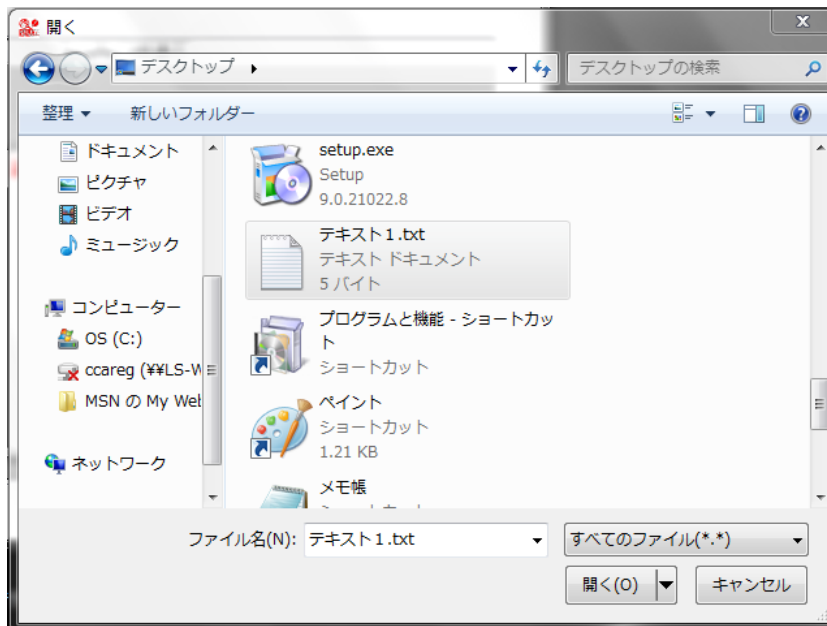 開く
デスクトップ
デスクトップの検索
整理
新しいフォルダー
ドキュメント
ピクチャ
ビデオ
ミュージック
コンピューター
OS (C:)
ccareg (¥¥LS-W
MSN の My Web
ネットワーク
setup.exe
Setup
9.0.21022.8
テキスト1.txt
テキスト ドキュメント
5 バイト
プログラムと機能 - ショートカッ
ト
ショートカット
ペイント
ショートカット
1.21 KB
メモ帳
ファイル名(N): テキスト1.txt
すべてのファイル(*.*)
開く(O)
キャンセル